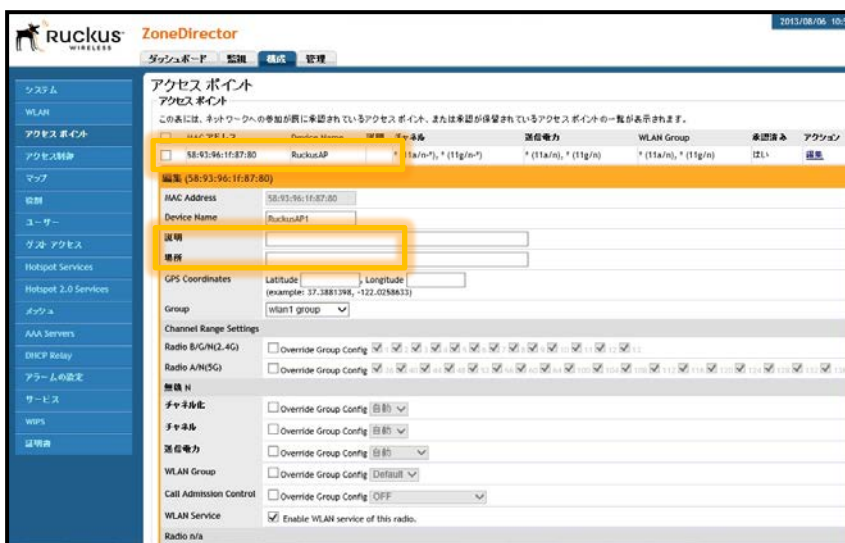 2013/08/06 10:5
Ruckus WIRELESS
ZoneDirector
ダッシュボード 監視 構成 管理
システム
WLAN
アクセス ポイント
アクセス制御
マップ
役割
ユーザー
ゲスト アクセス
Hotspot Services
Hotspot 2.0 Services
メッシュ
AAA Servers
DHCP Relay
アラームの設定
サービス
WIPS
証明書
アクセス ポイント
アクセス ポイント
この表には、ネットワークへの参加が既に承認されているアクセス ポイント、または承認が保留されているアクセス ポイントの一覧が表示されます。
MAC アドレス Device Name 説明 チャネル 送信電力 WLAN Group 承認済み アクション
58:93:96:1f:87:80 RuckusAP * (11a/n-*), * (11g/n-*) * (11a/n), * (11g/n) * (11a/n), * (11g/n) はい 編集
編集 (58:93:96:1f:87:80)
MAC Address 58:93:96:1f:87:80
Device Name RuckusAP1
説明
場所
GPS Coordinates Latitude , Longitude
(example: 37.3881398, -122.0258633)
Group wlan1 group
Channel Range Settings
Radio B/G/N(2.4G) Override Group Config
Radio A/N(5G) Override Group Config
無線 N
チャネル化 Override Group Config 自動
チャネル Override Group Config 自動
送信電力 Override Group Config 自動
WLAN Group Override Group Config Default
Call Admission Control Override Group Config OFF
WLAN Service Enable WLAN service of this radio.
Radio n/a